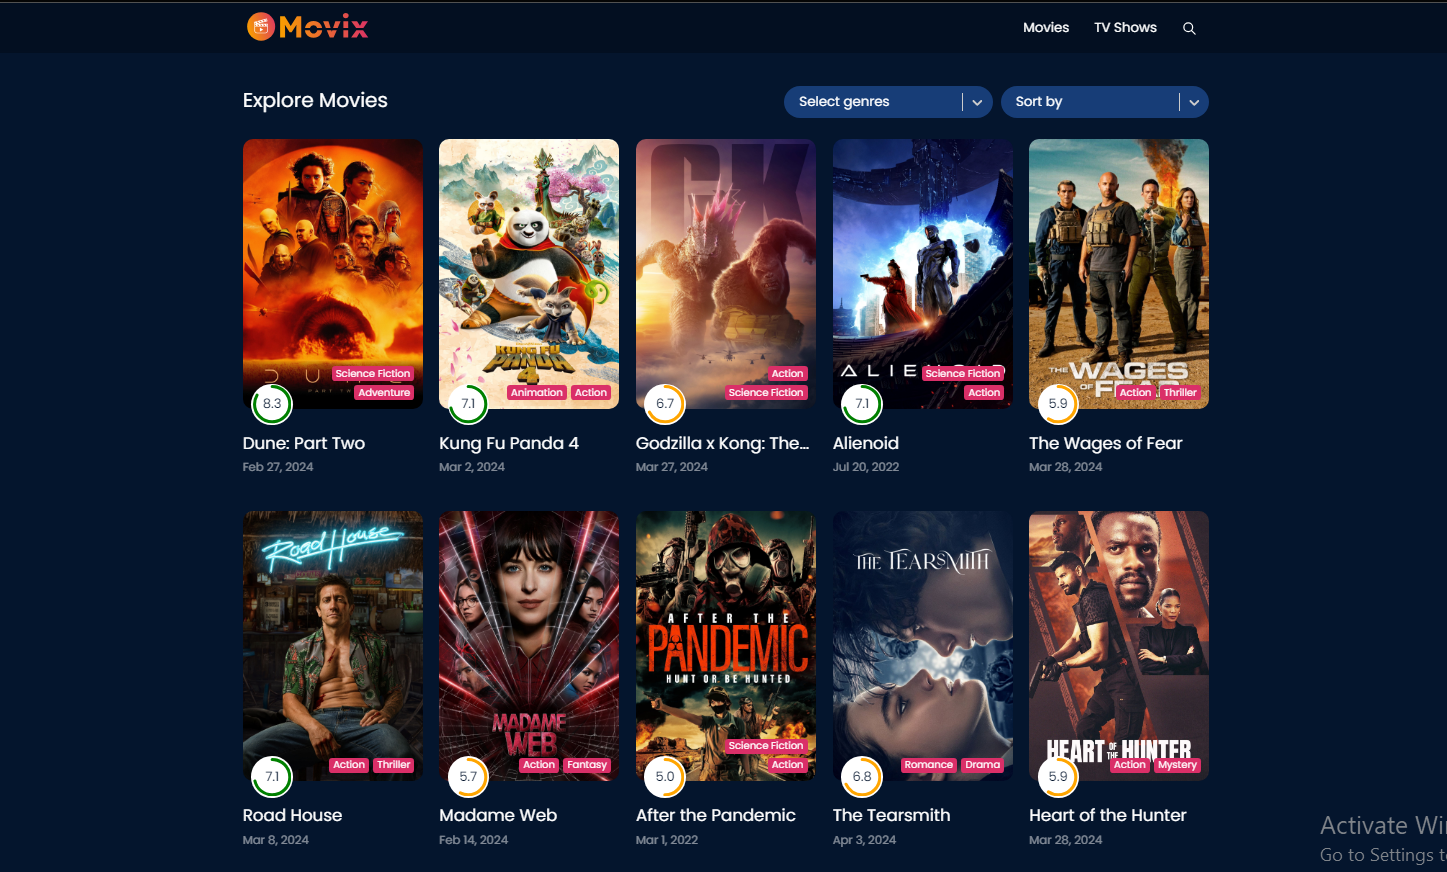 Movix
Movies
TV Shows
Explore Movies
Select genres
Sort by
DUNE
PART TWO
Science Fiction
Adventure
8.3
Dune: Part Two
Feb 27, 2024
KUNG FU
PANDA
4
Animation
Action
7.1
Kung Fu Panda 4
Mar 2, 2024
GK
Action
Science Fiction
6.7
Godzilla x Kong: The...
Mar 27, 2024
ALIE
Science Fiction
Action
7.1
Alienoid
Jul 20, 2022
THE
WAGES
OF FEAR
Action
Thriller
5.9
The Wages of Fear
Mar 28, 2024
Road House
Action
Thriller
7.1
Road House
Mar 8, 2024
MADAME
WEB
Action
Fantasy
5.7
Madame Web
Feb 14, 2024
AFTER THE
PANDEMIC
HUNT OR BE HUNTED
Science Fiction
Action
5.0
After the Pandemic
Mar 1, 2022
THE TEARSMITH
Romance
Drama
6.8
The Tearsmith
Apr 3, 2024
HEART OF THE HUNTER
Action
Mystery
5.9
Heart of the Hunter
Mar 28, 2024
Activate Wi
Go to Settings t